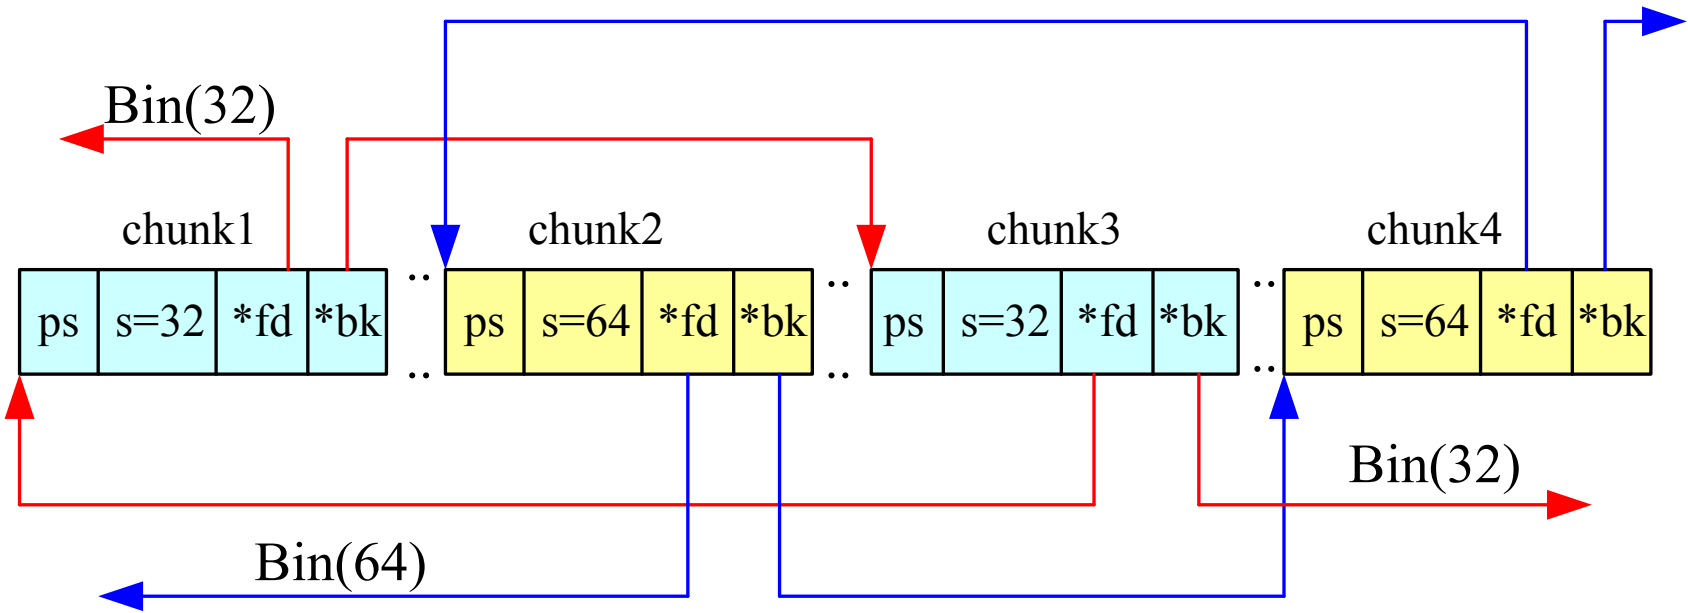 Bin(32)
chunk1 chunk2 chunk3 chunk4
ps s=32 *fd *bk .. ps s=64 *fd *bk .. ps s=32 *fd *bk .. ps s=64 *fd *bk
.. .. ..
Bin(32)
Bin(64)